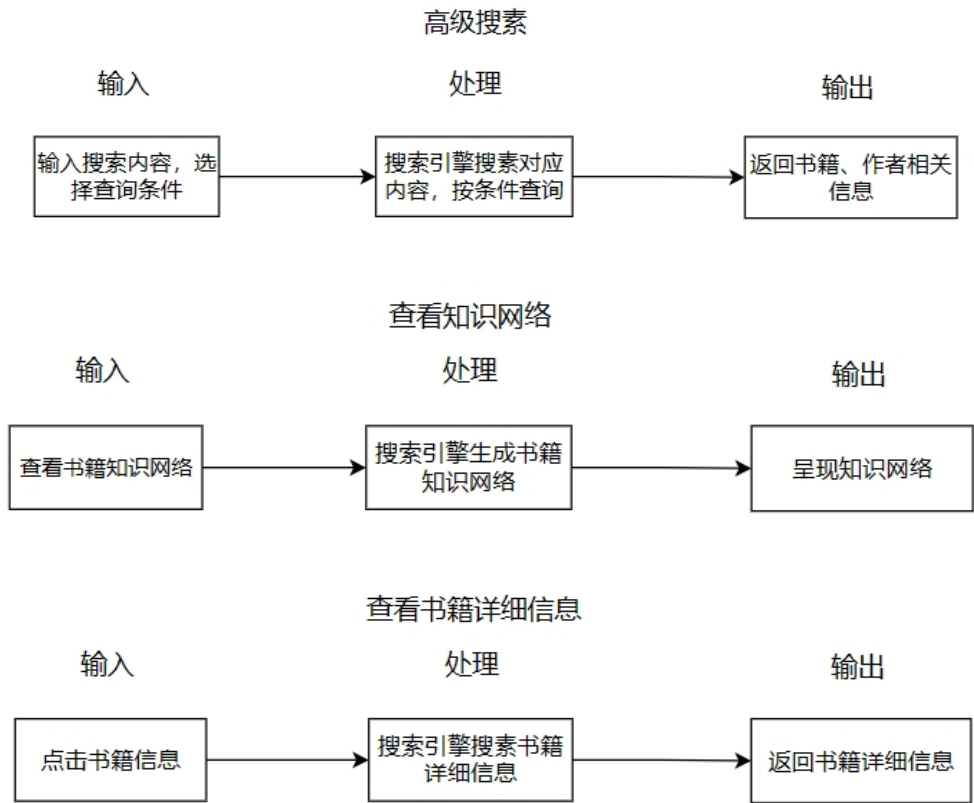 高级搜素
输入
处理
输出
输入搜索内容，选
择查询条件
搜索引擎搜素对应
内容，按条件查询
返回书籍、作者相关
信息
查看知识网络
输入
处理
输出
查看书籍知识网络
搜索引擎生成书籍
知识网络
呈现知识网络
查看书籍详细信息
输入
处理
输出
点击书籍信息
搜索引擎搜素书籍
详细信息
返回书籍详细信息